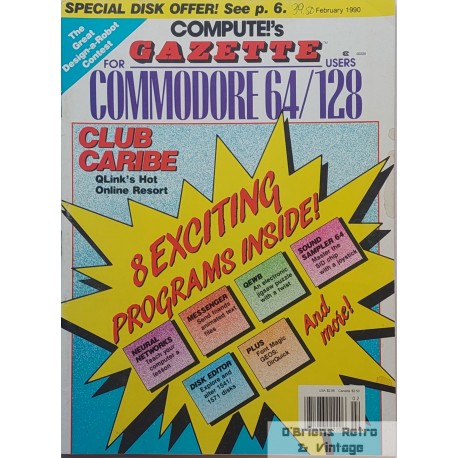 SPECIAL DISK OFFER! See p. 6.
February 1990
The Great
Design-a-Robot
Contest
COMPUTE!'s
GAZETTE
FOR USERS
COMMODORE 64/128
CLUB
CARIBE
QLink's Hot
Online Resort
8 EXCITING
PROGRAMS INSIDE!
SOUND
SAMPLER 64
Master the
SID chip
with a joystick
QEWB
An electronic
jigsaw puzzle
with a twist
MESSENGER
Send friends
animated text
files
NEURAL
NETWORKS
Teach your
computer a
lesson
DISK EDITOR
Explore and
alter 1541/
1571 disks
PLUS
Font Magic
GEOS:
DirQuick
And
more!
02
O'Briens Retro
& Vintage